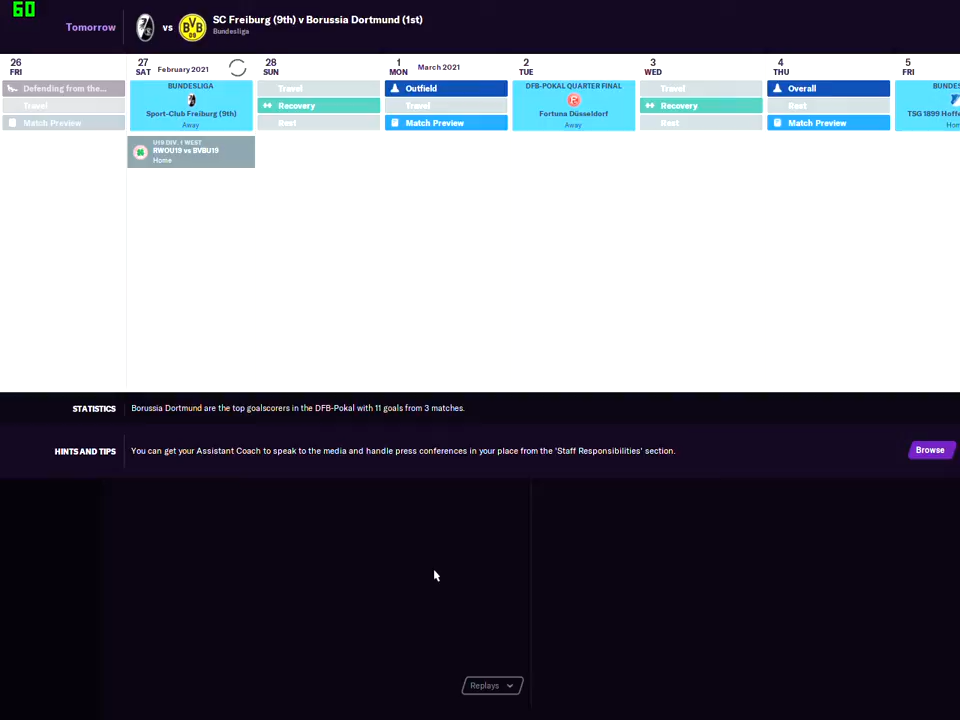 60
Tomorrow
vs
SC Freiburg (9th) v Borussia Dortmund (1st)
Bundesliga
26
FRI
27
SAT
February 2021
28
SUN
1
MON
March 2021
2
TUE
3
WED
4
THU
5
FRI
Defending from the...
Travel
Match Preview
BUNDESLIGA
Sport-Club Freiburg (9th)
Away
Travel
Recovery
Rest
Outfield
Travel
Match Preview
DFB-POKAL QUARTER FINAL
Fortuna Düsseldorf
Away
Travel
Recovery
Rest
Overall
Rest
Match Preview
BUNDES
TSG 1899 Hoffe
Hom
U19 DIV. 1 WEST
RWOU19 vs BVBU19
Home
STATISTICS
Borussia Dortmund are the top goalscorers in the DFB-Pokal with 11 goals from 3 matches.
HINTS AND TIPS
You can get your Assistant Coach to speak to the media and handle press conferences in your place from the 'Staff Responsibilities' section.
Browse
Replays